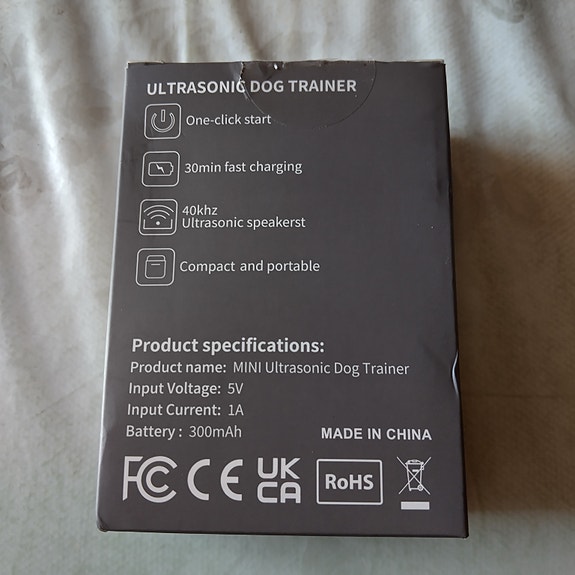 ULTRASONIC DOG TRAINER
One-click start
30min fast charging
40khz
Ultrasonic speakerst
Compact and portable
Product specifications:
Product name: MINI Ultrasonic Dog Trainer
Input Voltage: 5V
Input Current: 1A
Battery : 300mAh
MADE IN CHINA
FC CE UK CA RoHS